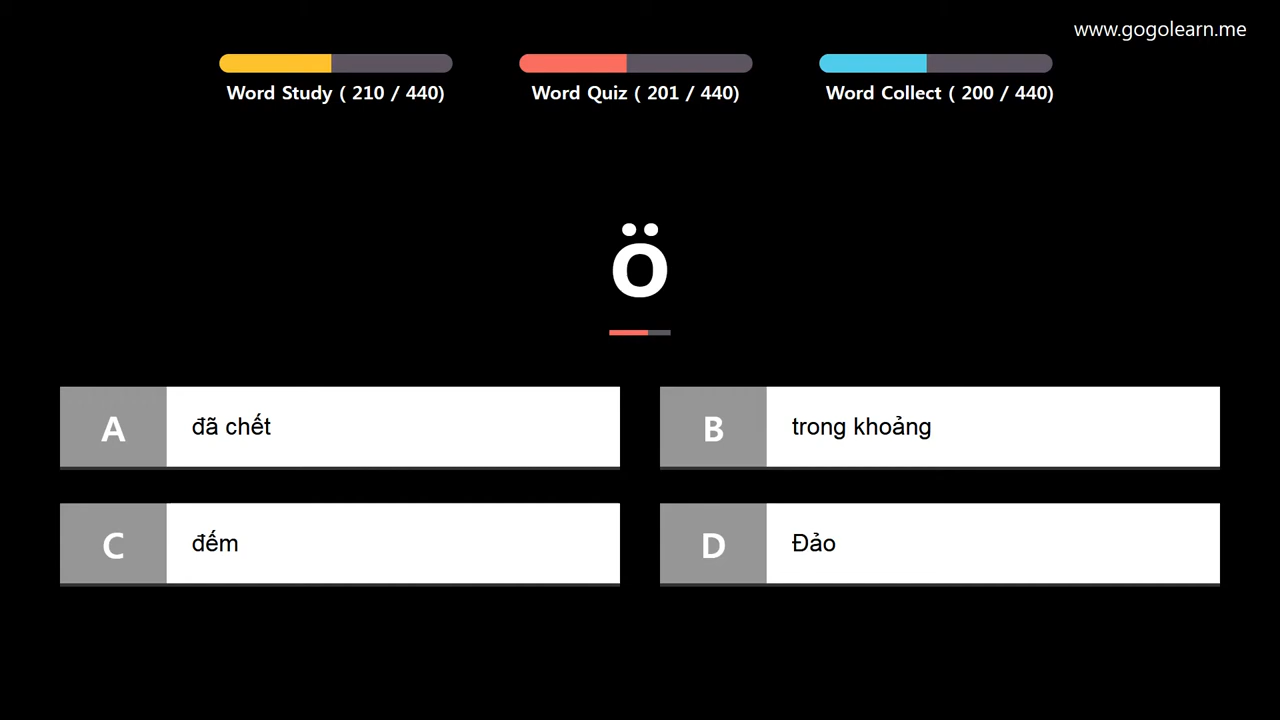 www.gogolearn.me
Word Study ( 210 / 440)
Word Quiz ( 201 / 440)
Word Collect ( 200 / 440)
ö
A
đã chết
B
trong khoảng
C
đếm
D
Đảo